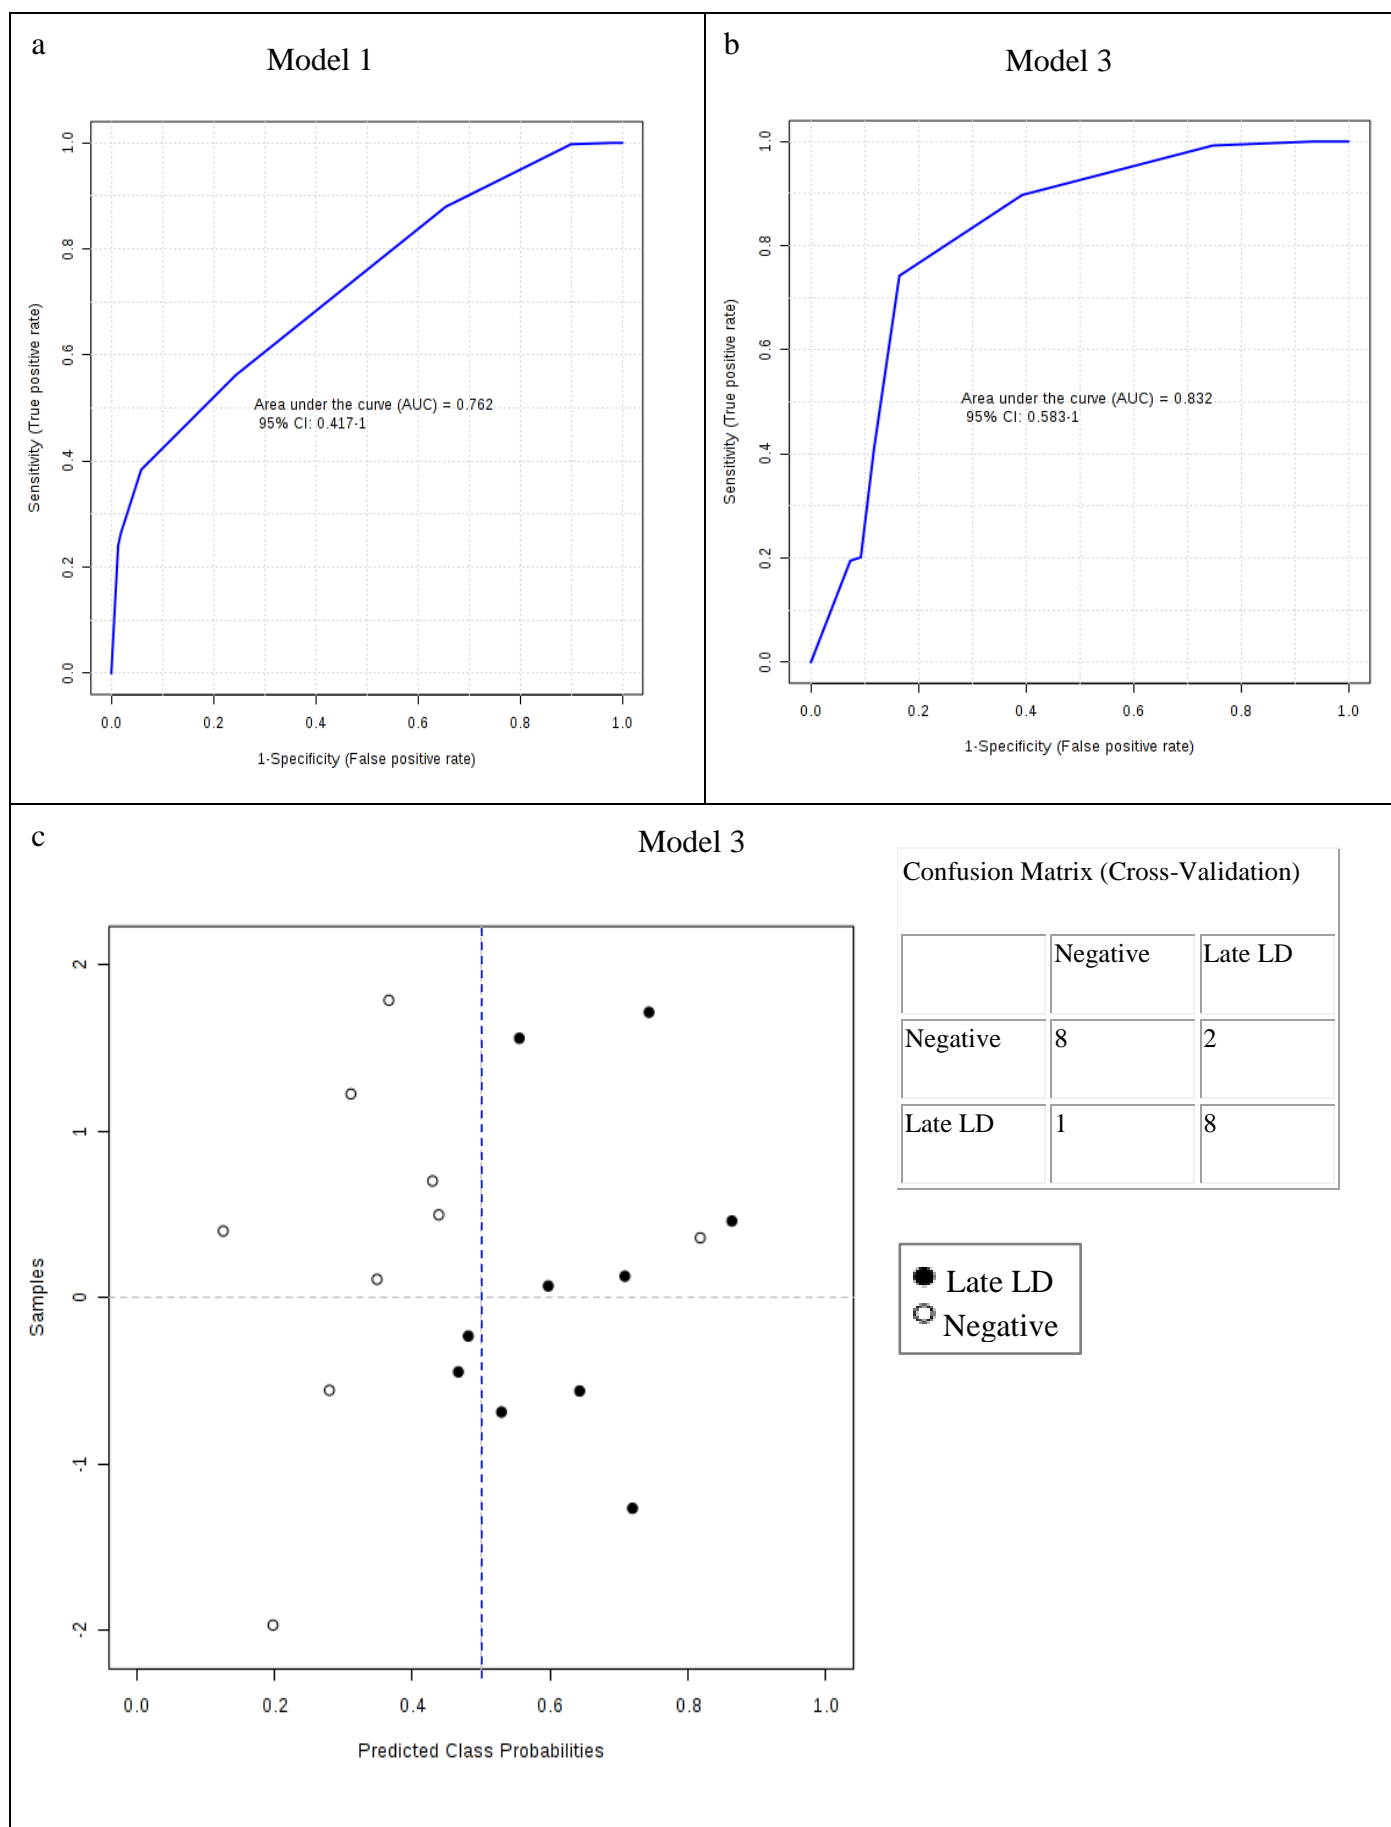 a
Model 1
1.0
0.8
0.6
0.4
0.2
0.0
Sensitivity (True positive rate)
Area under the curve (AUC) = 0.762
95% CI: 0.417-1
0.0 0.2 0.4 0.6 0.8 1.0
1-Specificity (False positive rate)
b
Model 3
1.0
0.8
0.6
0.4
0.2
0.0
Sensitivity (True positive rate)
Area under the curve (AUC) = 0.832
95% CI: 0.583-1
0.0 0.2 0.4 0.6 0.8 1.0
1-Specificity (False positive rate)
c
Model 3
2
1
0
-1
-2
Samples
0.0 0.2 0.4 0.6 0.8 1.0
Predicted Class Probabilities
Confusion Matrix (Cross-Validation)
Negative Late LD
Negative 8 2
Late LD 1 8
Late LD
Negative